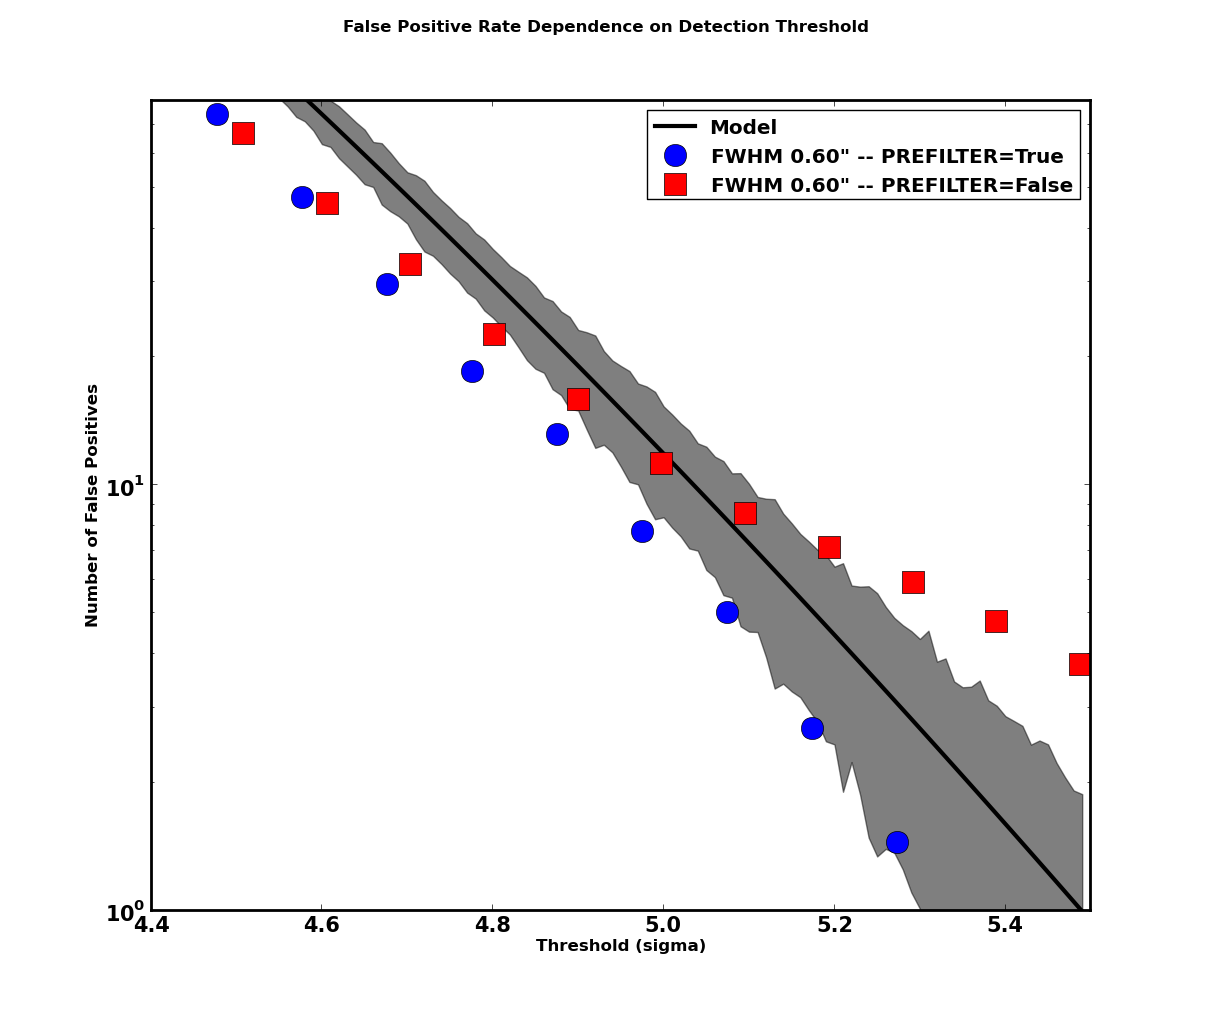 False Positive Rate Dependence on Detection Threshold
Model
FWHM 0.60" -- PREFILTER=True
FWHM 0.60" -- PREFILTER=False
Number of False Positives
10¹
10⁰
4.4 4.6 4.8 5.0 5.2 5.4
Threshold (sigma)